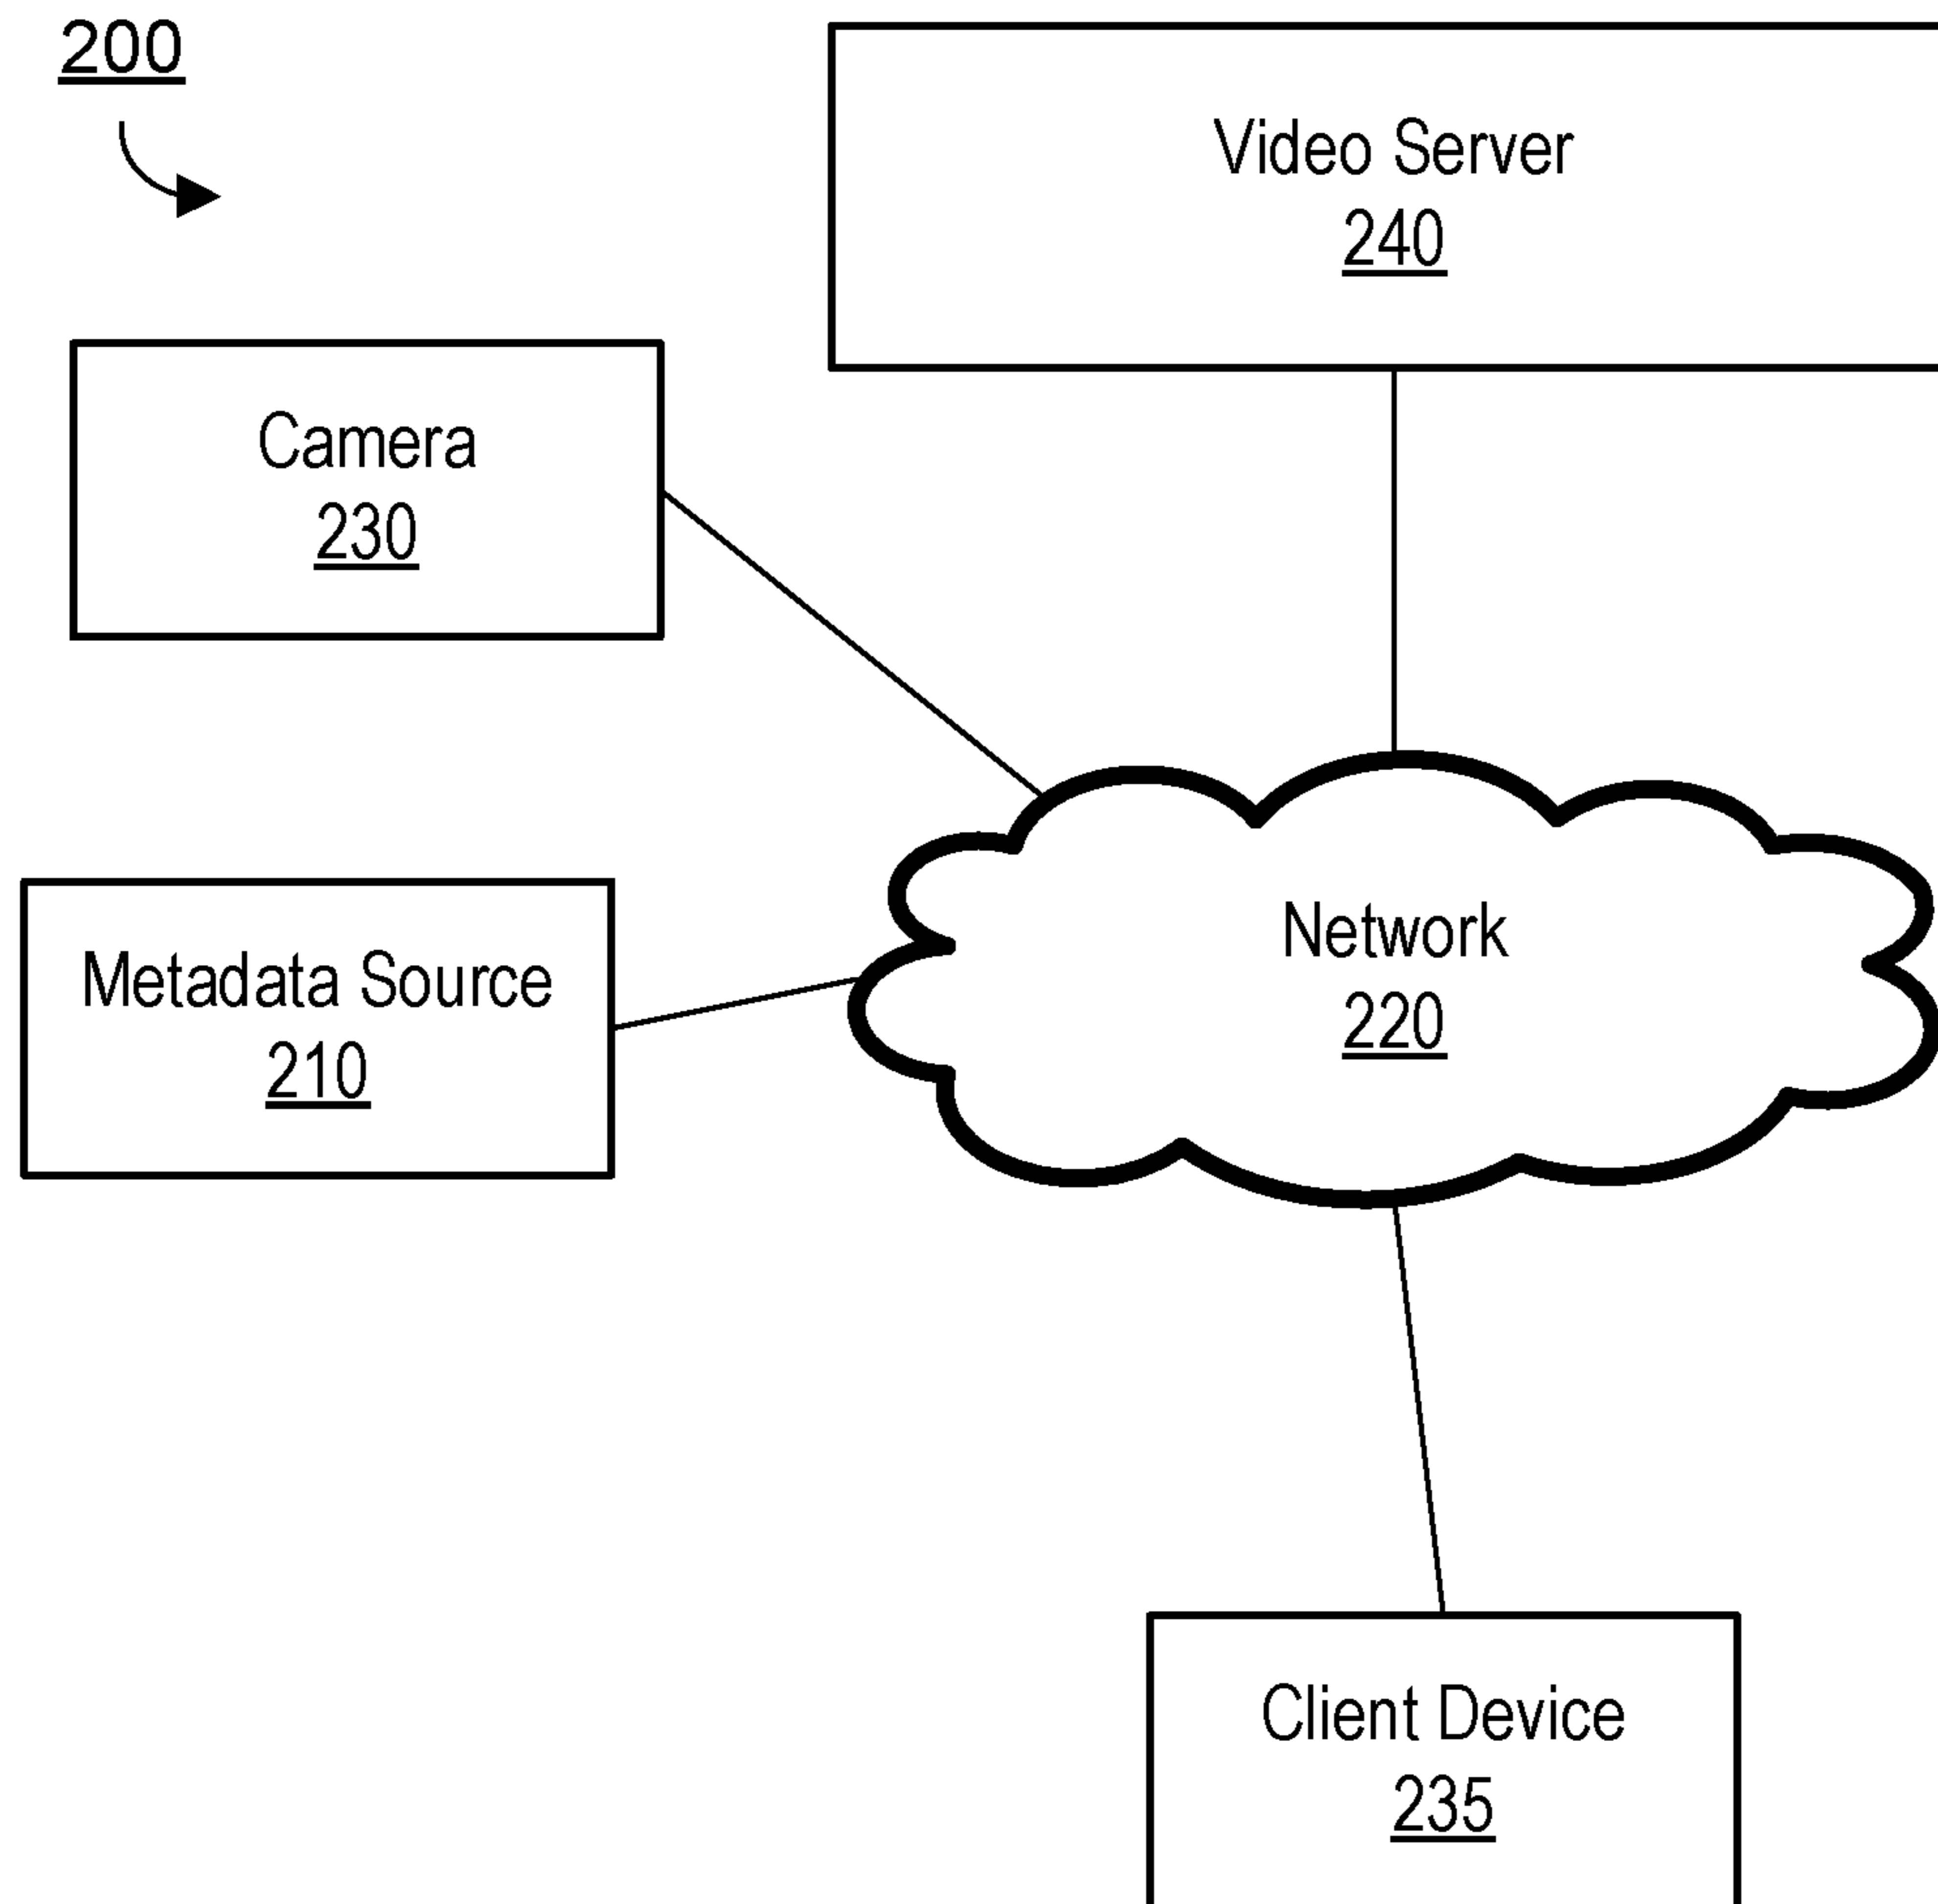 200
Video Server
240
Camera
230
Network
220
Metadata Source
210
Client Device
235